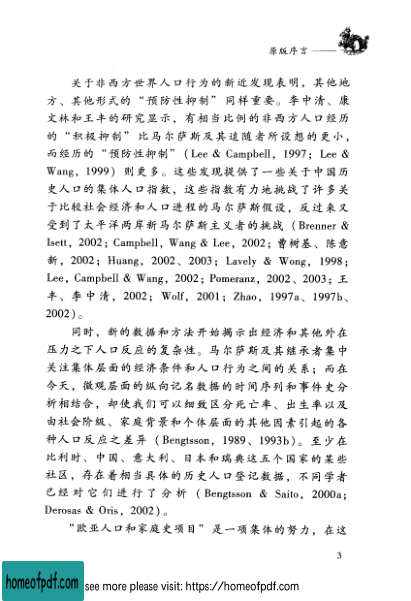 原版序言
关于非西方世界人口行为的新近发现表明，其他地
方、其他形式的“预防性抑制”同样重要。李中清、康
文林和王丰的研究显示，有相当比例的非西方人口经历
的“积极抑制”比马尔萨斯及其追随者所设想的更小，
而经历的“预防性抑制”（Lee & Campbell，1997；Lee &
Wang，1999）则更多。这些发现提供了一些关于中国历
史人口的集体人口指数，这些指数有力地挑战了许多关
于比较社会经济和人口进程的马尔萨斯假设，反过来又
受到了太平洋两岸新马尔萨斯主义者的挑战（Brenner &
Isett，2002；Campbell，Wang & Lee，2002；曹树基、陈意
新，2002；Huang，2002、2003；Lavely & Wong，1998；
Lee，Campbell & Wang，2002；Pomeranz，2002、2003；王
丰、李中清，2002；Wolf，2001；Zhao，1997a、1997b、
2002）。
同时，新的数据和方法开始揭示出经济和其他外在
压力之下人口反应的复杂性。马尔萨斯及其继承者集中
关注集体层面的经济条件和人口行为之间的关系；而在
今天，微观层面的纵向记名数据的时间序列和事件史分
析相结合，却使我们可以细致区分死亡率、出生率以及
由社会阶级、家庭背景和个体层面的其他因素引起的各
种人口反应之差异（Bengtsson，1989、1993b）。至少在
比利时、中国、意大利、日本和瑞典这五个国家的某些
社区，存在着相当具体的历史人口登记数据，不同学者
已经对它们进行了分析（Bengtsson & Saito，2000a；
Derosas & Oris，2002）。
“欧亚人口和家庭史项目”是一项集体的努力，在这
3
homeofpdf.com
see more please visit: https://homeofpdf.com